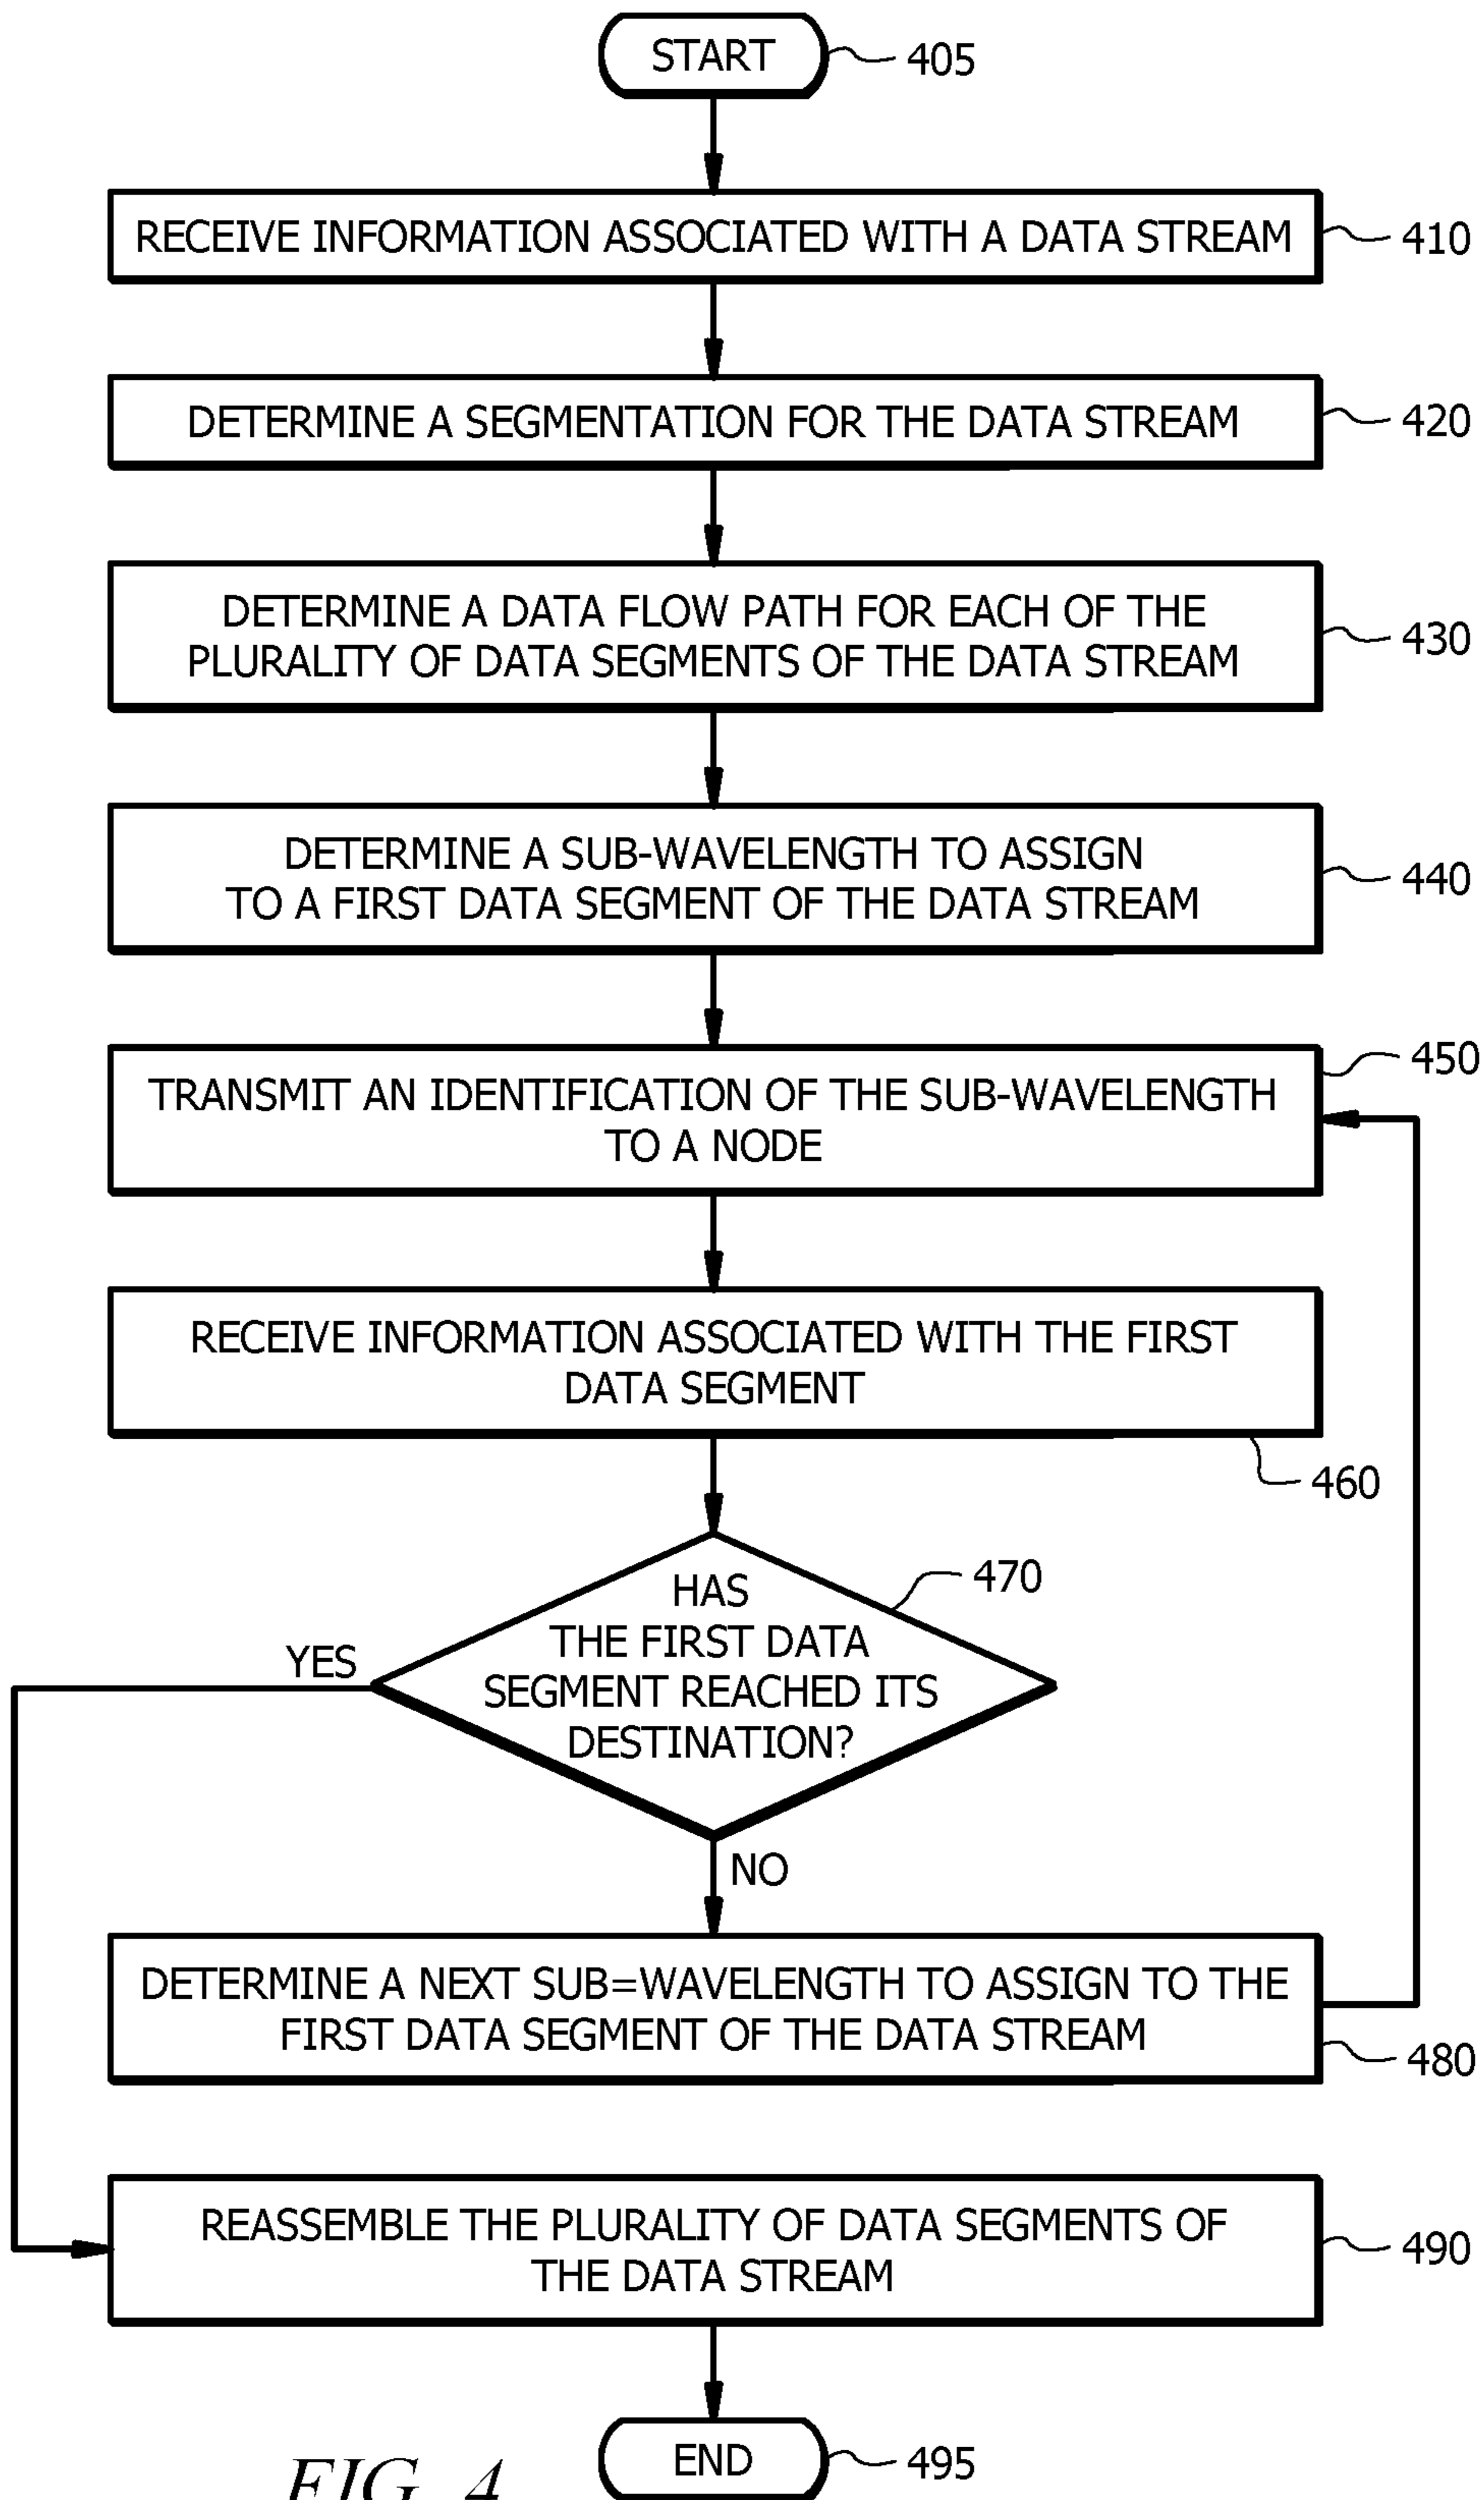 START
405
RECEIVE INFORMATION ASSOCIATED WITH A DATA STREAM
410
DETERMINE A SEGMENTATION FOR THE DATA STREAM
420
DETERMINE A DATA FLOW PATH FOR EACH OF THE
PLURALITY OF DATA SEGMENTS OF THE DATA STREAM
430
DETERMINE A SUB-WAVELENGTH TO ASSIGN
TO A FIRST DATA SEGMENT OF THE DATA STREAM
440
TRANSMIT AN IDENTIFICATION OF THE SUB-WAVELENGTH
TO A NODE
450
RECEIVE INFORMATION ASSOCIATED WITH THE FIRST
DATA SEGMENT
460
HAS
THE FIRST DATA
SEGMENT REACHED ITS
DESTINATION?
470
YES
NO
DETERMINE A NEXT SUB=WAVELENGTH TO ASSIGN TO THE
FIRST DATA SEGMENT OF THE DATA STREAM
480
REASSEMBLE THE PLURALITY OF DATA SEGMENTS OF
THE DATA STREAM
490
END
495
FIG. 4